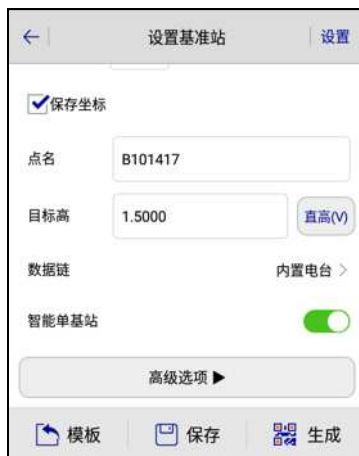 设置基准站 设置
保存坐标
点名 B101417
目标高 1.5000 直高(V)
数据链 内置电台
智能单基站
高级选项▶
模板 保存 生成